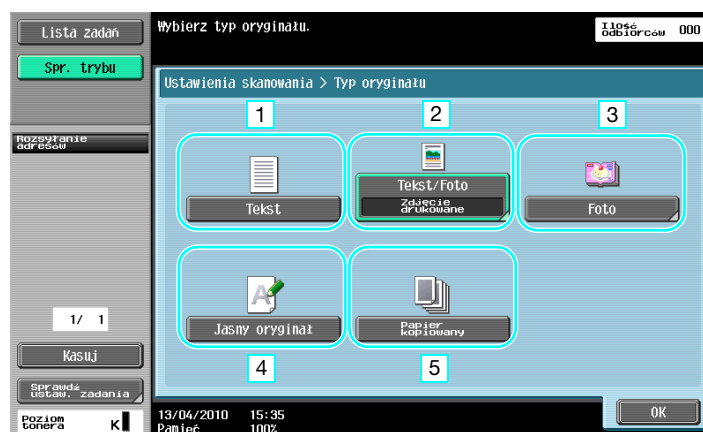 Lista zadań
Wybierz typ oryginału.
Ilość
odbiorców 000
Spr. trybu
Ustawienia skanowania > Typ oryginału
Rozsyłanie
adresów
1
2
3
Tekst
Tekst/Foto
Zdjęcie
drukowane
Foto
Jasny oryginał
Papier
kopiowany
4
5
1/ 1
Kasuj
Sprawdź
ustaw. zadania
Poziom
tonera K
13/04/2010 15:35
Pamięć 100%
OK